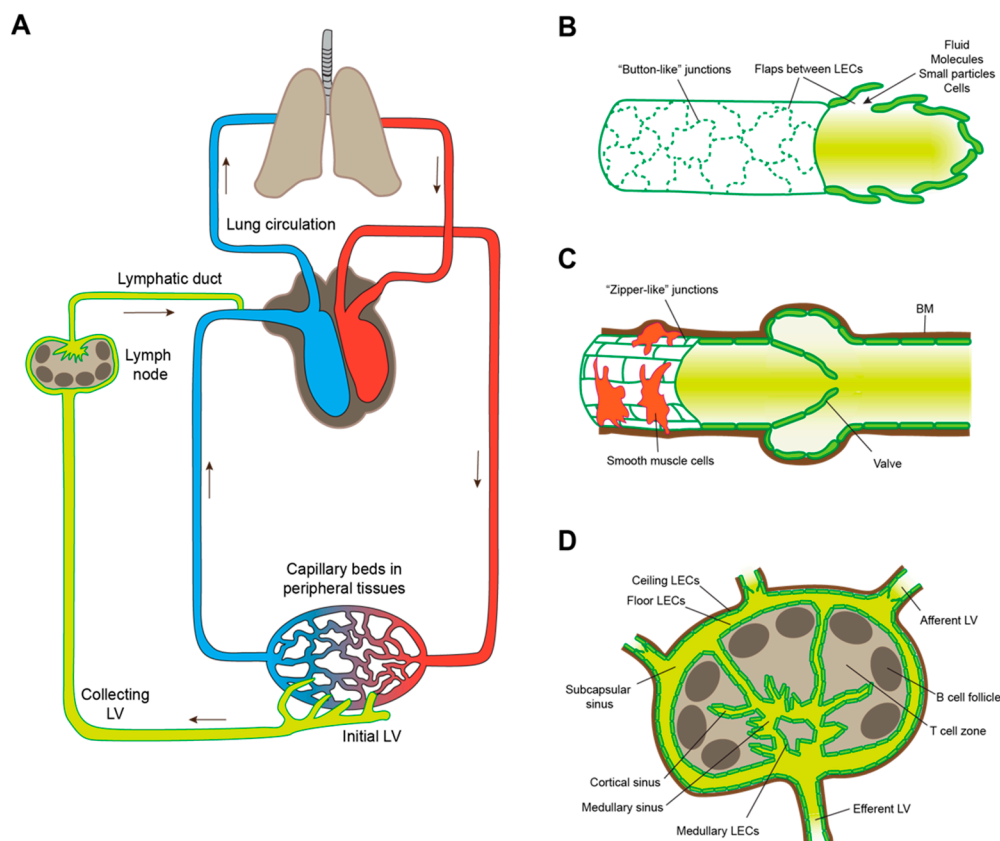 A
Lung circulation
Lymphatic duct
Lymph
node
Capillary beds in
peripheral tissues
Collecting
LV
Initial LV
B
"Button-like" junctions
Flaps between LECs
Fluid
Molecules
Small particles
Cells
C
"Zipper-like" junctions
BM
Smooth muscle cells
Valve
D
Ceiling LECs
Floor LECs
Afferent LV
Subcapsular
sinus
B cell follicle
T cell zone
Cortical sinus
Medullary sinus
Medullary LECs
Efferent LV